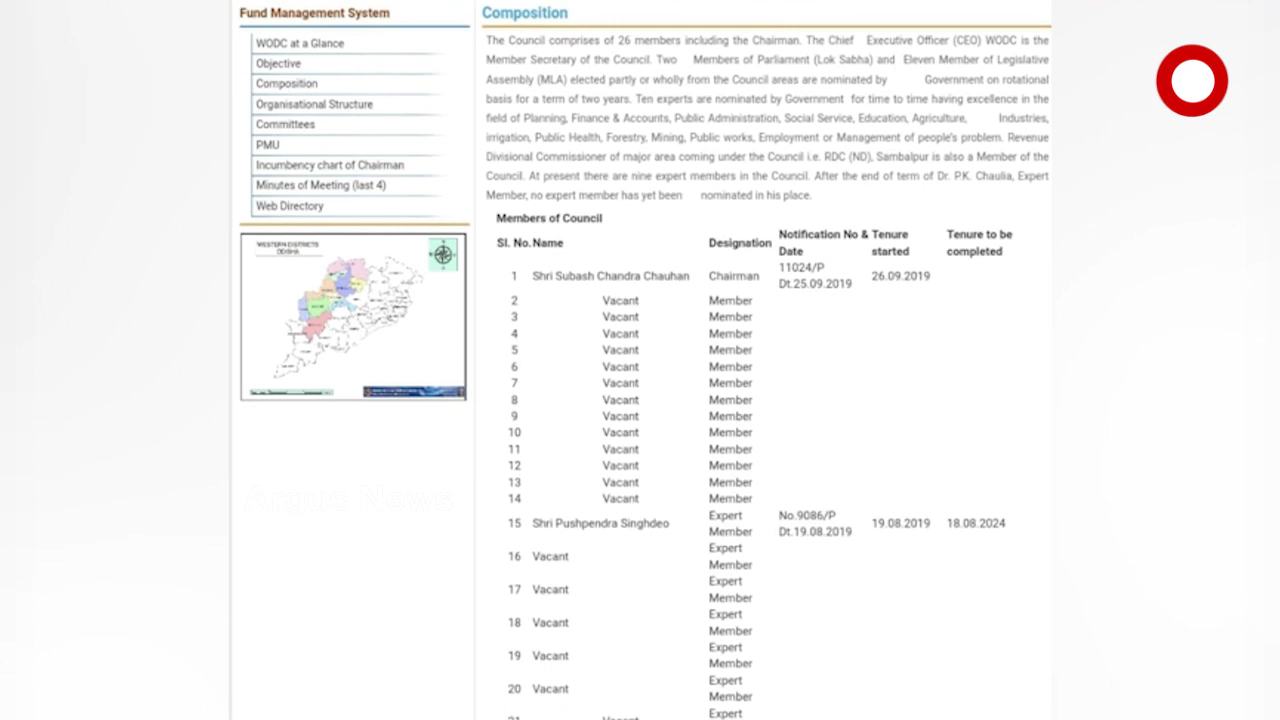 Fund Management System
WODC at a Glance
Objective
Composition
Organisational Structure
Committees
PMU
Incumbency chart of Chairman
Minutes of Meeting (last 4)
Web Directory
WESTERN DISTRICTS
ODISHA
Argus News
Composition
The Council comprises of 26 members including the Chairman. The Chief Executive Officer (CEO) WODC is the
Member Secretary of the Council. Two Members of Parliament (Lok Sabha) and Eleven Member of Legislative
Assembly (MLA) elected partly or wholly from the Council areas are nominated by Government on rotational
basis for a term of two years. Ten experts are nominated by Government for time to time having excellence in the
field of Planning, Finance & Accounts, Public Administration, Social Service, Education, Agriculture, Industries,
irrigation, Public Health, Forestry, Mining, Public works, Employment or Management of people's problem. Revenue
Divisional Commissioner of major area coming under the Council i.e. RDC (ND), Sambalpur is also a Member of the
Council. At present there are nine expert members in the Council. After the end of term of Dr. P.K. Chaulia, Expert
Member, no expert member has yet been nominated in his place.
Members of Council
Sl. No. Name Designation Notification No & Date Tenure started Tenure to be completed
1 Shri Subash Chandra Chauhan Chairman 11024/P Dt.25.09.2019 26.09.2019
2 Vacant Member
3 Vacant Member
4 Vacant Member
5 Vacant Member
6 Vacant Member
7 Vacant Member
8 Vacant Member
9 Vacant Member
10 Vacant Member
11 Vacant Member
12 Vacant Member
13 Vacant Member
14 Vacant Member
15 Shri Pushpendra Singhdeo Expert Member No.9086/P Dt.19.08.2019 19.08.2019 18.08.2024
16 Vacant Expert Member
17 Vacant Expert Member
18 Vacant Expert Member
19 Vacant Expert Member
20 Vacant Expert Member
21 Vacant Expert